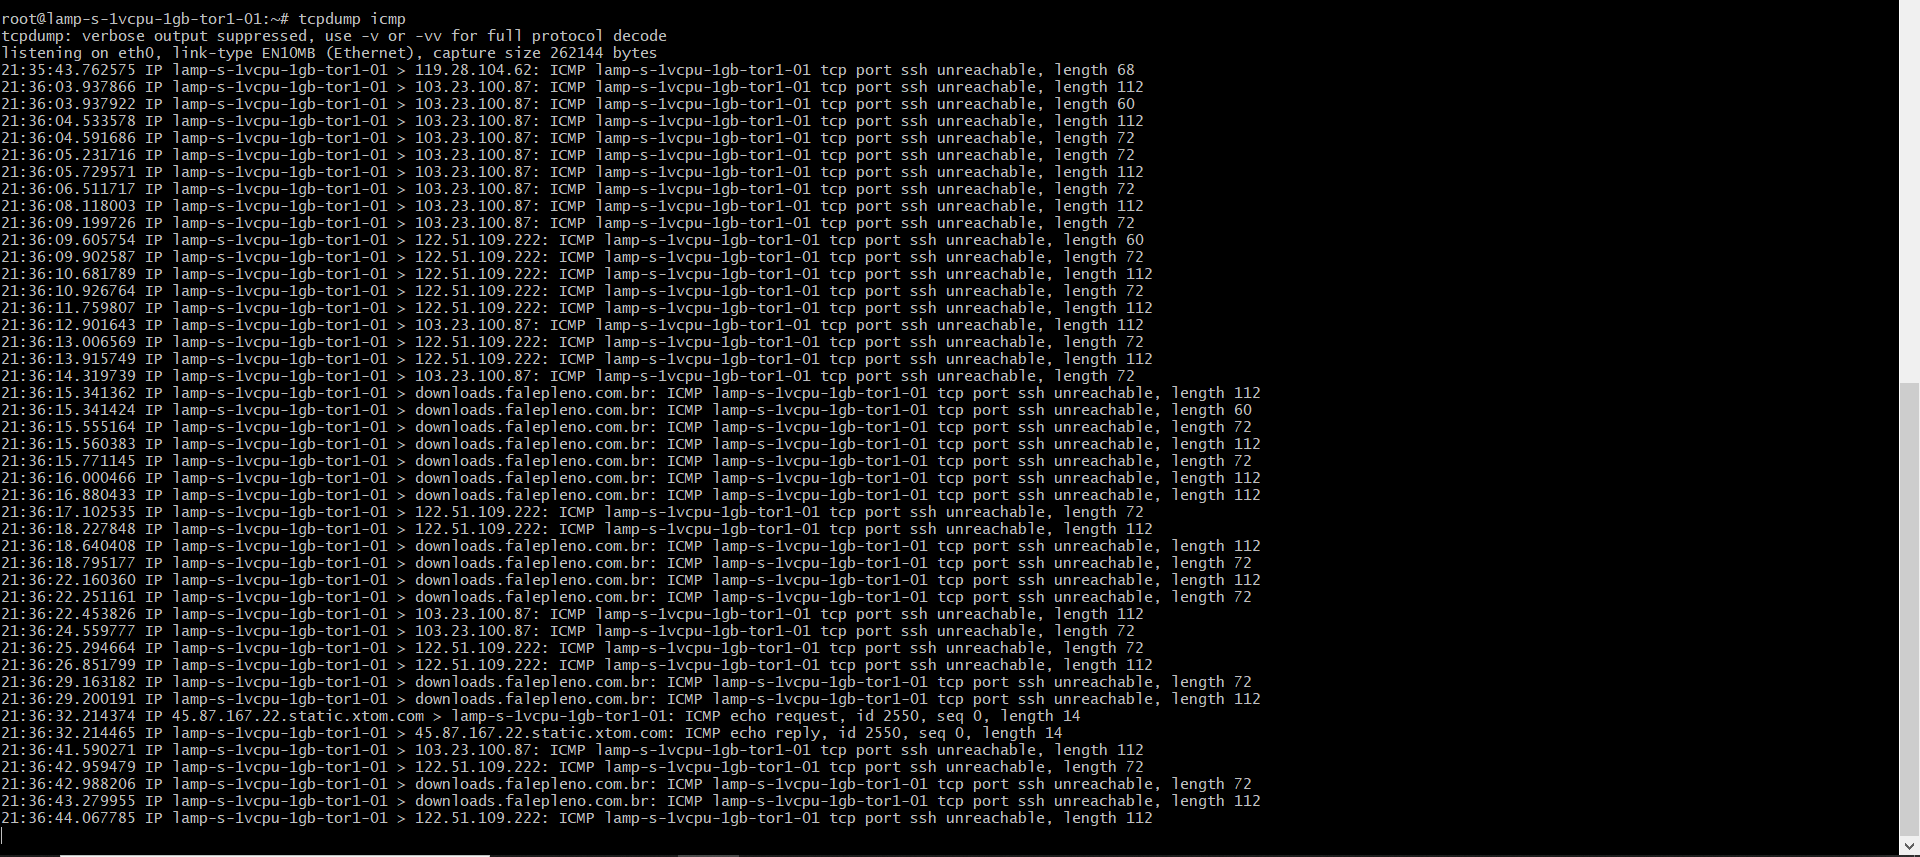 root@lamp-s-1vcpu-1gb-tor1-01:~# tcpdump icmp
tcpdump: verbose output suppressed, use -v or -vv for full protocol decode
listening on eth0, link-type EN10MB (Ethernet), capture size 262144 bytes
21:35:43.762575 IP lamp-s-1vcpu-1gb-tor1-01 > 119.28.104.62: ICMP lamp-s-1vcpu-1gb-tor1-01 tcp port ssh unreachable, length 68
21:36:03.937866 IP lamp-s-1vcpu-1gb-tor1-01 > 103.23.100.87: ICMP lamp-s-1vcpu-1gb-tor1-01 tcp port ssh unreachable, length 112
21:36:03.937922 IP lamp-s-1vcpu-1gb-tor1-01 > 103.23.100.87: ICMP lamp-s-1vcpu-1gb-tor1-01 tcp port ssh unreachable, length 60
21:36:04.533578 IP lamp-s-1vcpu-1gb-tor1-01 > 103.23.100.87: ICMP lamp-s-1vcpu-1gb-tor1-01 tcp port ssh unreachable, length 112
21:36:04.591686 IP lamp-s-1vcpu-1gb-tor1-01 > 103.23.100.87: ICMP lamp-s-1vcpu-1gb-tor1-01 tcp port ssh unreachable, length 72
21:36:05.231716 IP lamp-s-1vcpu-1gb-tor1-01 > 103.23.100.87: ICMP lamp-s-1vcpu-1gb-tor1-01 tcp port ssh unreachable, length 72
21:36:05.729571 IP lamp-s-1vcpu-1gb-tor1-01 > 103.23.100.87: ICMP lamp-s-1vcpu-1gb-tor1-01 tcp port ssh unreachable, length 112
21:36:06.511717 IP lamp-s-1vcpu-1gb-tor1-01 > 103.23.100.87: ICMP lamp-s-1vcpu-1gb-tor1-01 tcp port ssh unreachable, length 72
21:36:08.118003 IP lamp-s-1vcpu-1gb-tor1-01 > 103.23.100.87: ICMP lamp-s-1vcpu-1gb-tor1-01 tcp port ssh unreachable, length 112
21:36:09.199726 IP lamp-s-1vcpu-1gb-tor1-01 > 103.23.100.87: ICMP lamp-s-1vcpu-1gb-tor1-01 tcp port ssh unreachable, length 72
21:36:09.605754 IP lamp-s-1vcpu-1gb-tor1-01 > 122.51.109.222: ICMP lamp-s-1vcpu-1gb-tor1-01 tcp port ssh unreachable, length 60
21:36:09.902587 IP lamp-s-1vcpu-1gb-tor1-01 > 122.51.109.222: ICMP lamp-s-1vcpu-1gb-tor1-01 tcp port ssh unreachable, length 72
21:36:10.681789 IP lamp-s-1vcpu-1gb-tor1-01 > 122.51.109.222: ICMP lamp-s-1vcpu-1gb-tor1-01 tcp port ssh unreachable, length 112
21:36:10.926764 IP lamp-s-1vcpu-1gb-tor1-01 > 122.51.109.222: ICMP lamp-s-1vcpu-1gb-tor1-01 tcp port ssh unreachable, length 72
21:36:11.759807 IP lamp-s-1vcpu-1gb-tor1-01 > 122.51.109.222: ICMP lamp-s-1vcpu-1gb-tor1-01 tcp port ssh unreachable, length 112
21:36:12.901643 IP lamp-s-1vcpu-1gb-tor1-01 > 103.23.100.87: ICMP lamp-s-1vcpu-1gb-tor1-01 tcp port ssh unreachable, length 112
21:36:13.006569 IP lamp-s-1vcpu-1gb-tor1-01 > 122.51.109.222: ICMP lamp-s-1vcpu-1gb-tor1-01 tcp port ssh unreachable, length 72
21:36:13.915749 IP lamp-s-1vcpu-1gb-tor1-01 > 122.51.109.222: ICMP lamp-s-1vcpu-1gb-tor1-01 tcp port ssh unreachable, length 112
21:36:14.319739 IP lamp-s-1vcpu-1gb-tor1-01 > 103.23.100.87: ICMP lamp-s-1vcpu-1gb-tor1-01 tcp port ssh unreachable, length 72
21:36:15.341362 IP lamp-s-1vcpu-1gb-tor1-01 > downloads.falepleno.com.br: ICMP lamp-s-1vcpu-1gb-tor1-01 tcp port ssh unreachable, length 112
21:36:15.341424 IP lamp-s-1vcpu-1gb-tor1-01 > downloads.falepleno.com.br: ICMP lamp-s-1vcpu-1gb-tor1-01 tcp port ssh unreachable, length 60
21:36:15.555164 IP lamp-s-1vcpu-1gb-tor1-01 > downloads.falepleno.com.br: ICMP lamp-s-1vcpu-1gb-tor1-01 tcp port ssh unreachable, length 72
21:36:15.560383 IP lamp-s-1vcpu-1gb-tor1-01 > downloads.falepleno.com.br: ICMP lamp-s-1vcpu-1gb-tor1-01 tcp port ssh unreachable, length 112
21:36:15.771145 IP lamp-s-1vcpu-1gb-tor1-01 > downloads.falepleno.com.br: ICMP lamp-s-1vcpu-1gb-tor1-01 tcp port ssh unreachable, length 72
21:36:16.000466 IP lamp-s-1vcpu-1gb-tor1-01 > downloads.falepleno.com.br: ICMP lamp-s-1vcpu-1gb-tor1-01 tcp port ssh unreachable, length 112
21:36:16.880433 IP lamp-s-1vcpu-1gb-tor1-01 > downloads.falepleno.com.br: ICMP lamp-s-1vcpu-1gb-tor1-01 tcp port ssh unreachable, length 112
21:36:17.102535 IP lamp-s-1vcpu-1gb-tor1-01 > 122.51.109.222: ICMP lamp-s-1vcpu-1gb-tor1-01 tcp port ssh unreachable, length 72
21:36:18.227848 IP lamp-s-1vcpu-1gb-tor1-01 > 122.51.109.222: ICMP lamp-s-1vcpu-1gb-tor1-01 tcp port ssh unreachable, length 112
21:36:18.640408 IP lamp-s-1vcpu-1gb-tor1-01 > downloads.falepleno.com.br: ICMP lamp-s-1vcpu-1gb-tor1-01 tcp port ssh unreachable, length 112
21:36:18.795177 IP lamp-s-1vcpu-1gb-tor1-01 > downloads.falepleno.com.br: ICMP lamp-s-1vcpu-1gb-tor1-01 tcp port ssh unreachable, length 72
21:36:22.160360 IP lamp-s-1vcpu-1gb-tor1-01 > downloads.falepleno.com.br: ICMP lamp-s-1vcpu-1gb-tor1-01 tcp port ssh unreachable, length 112
21:36:22.251161 IP lamp-s-1vcpu-1gb-tor1-01 > downloads.falepleno.com.br: ICMP lamp-s-1vcpu-1gb-tor1-01 tcp port ssh unreachable, length 72
21:36:22.453826 IP lamp-s-1vcpu-1gb-tor1-01 > 103.23.100.87: ICMP lamp-s-1vcpu-1gb-tor1-01 tcp port ssh unreachable, length 112
21:36:24.559777 IP lamp-s-1vcpu-1gb-tor1-01 > 103.23.100.87: ICMP lamp-s-1vcpu-1gb-tor1-01 tcp port ssh unreachable, length 72
21:36:25.294664 IP lamp-s-1vcpu-1gb-tor1-01 > 122.51.109.222: ICMP lamp-s-1vcpu-1gb-tor1-01 tcp port ssh unreachable, length 72
21:36:26.851799 IP lamp-s-1vcpu-1gb-tor1-01 > 122.51.109.222: ICMP lamp-s-1vcpu-1gb-tor1-01 tcp port ssh unreachable, length 112
21:36:29.163182 IP lamp-s-1vcpu-1gb-tor1-01 > downloads.falepleno.com.br: ICMP lamp-s-1vcpu-1gb-tor1-01 tcp port ssh unreachable, length 72
21:36:29.200191 IP lamp-s-1vcpu-1gb-tor1-01 > downloads.falepleno.com.br: ICMP lamp-s-1vcpu-1gb-tor1-01 tcp port ssh unreachable, length 112
21:36:32.214374 IP 45.87.167.22.static.xtom.com > lamp-s-1vcpu-1gb-tor1-01: ICMP echo request, id 2550, seq 0, length 14
21:36:32.214465 IP lamp-s-1vcpu-1gb-tor1-01 > 45.87.167.22.static.xtom.com: ICMP echo reply, id 2550, seq 0, length 14
21:36:41.590271 IP lamp-s-1vcpu-1gb-tor1-01 > 103.23.100.87: ICMP lamp-s-1vcpu-1gb-tor1-01 tcp port ssh unreachable, length 112
21:36:42.959479 IP lamp-s-1vcpu-1gb-tor1-01 > 122.51.109.222: ICMP lamp-s-1vcpu-1gb-tor1-01 tcp port ssh unreachable, length 72
21:36:42.988206 IP lamp-s-1vcpu-1gb-tor1-01 > downloads.falepleno.com.br: ICMP lamp-s-1vcpu-1gb-tor1-01 tcp port ssh unreachable, length 72
21:36:43.279955 IP lamp-s-1vcpu-1gb-tor1-01 > downloads.falepleno.com.br: ICMP lamp-s-1vcpu-1gb-tor1-01 tcp port ssh unreachable, length 112
21:36:44.067785 IP lamp-s-1vcpu-1gb-tor1-01 > 122.51.109.222: ICMP lamp-s-1vcpu-1gb-tor1-01 tcp port ssh unreachable, length 112